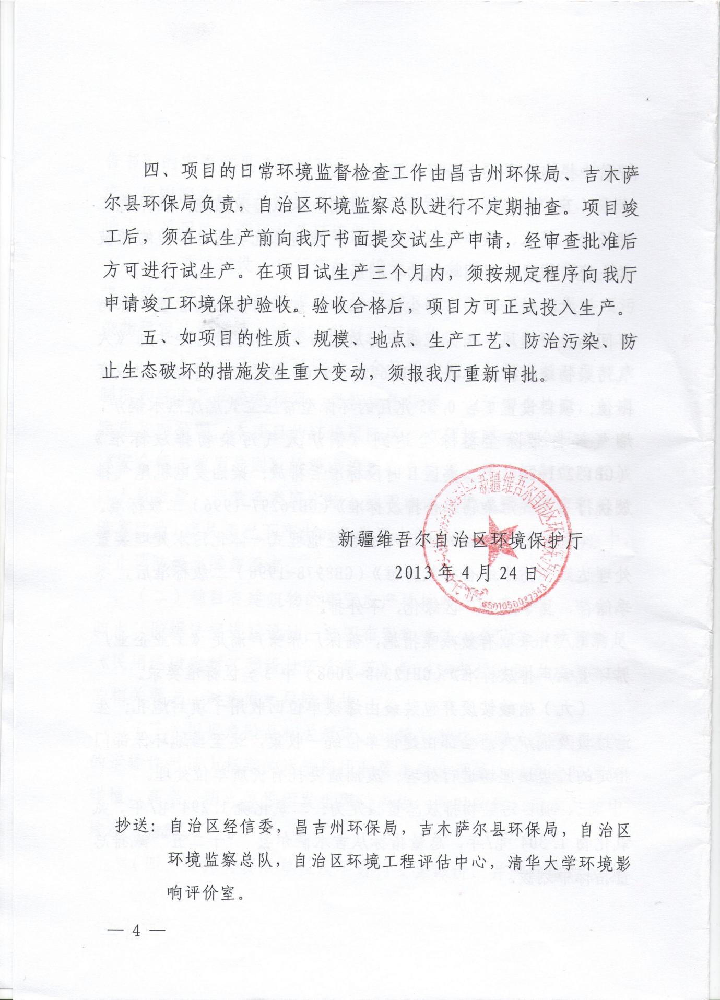 四、项目的日常环境监督检查工作由昌吉州环保局、吉木萨
尔县环保局负责，自治区环境监察总队进行不定期抽查。项目竣
工后，须在试生产前向我厅书面提交试生产申请，经审查批准后
方可进行试生产。在项目试生产三个月内，须按规定程序向我厅
申请竣工环境保护验收。验收合格后，项目方可正式投入生产。
五、如项目的性质、规模、地点、生产工艺、防治污染、防
止生态破坏的措施发生重大变动，须报我厅重新审批。
新疆维吾尔自治区环境保护厅
新疆维吾尔自治区环境保护厅
2013年4月24日
6501050027543
抄送：自治区经信委，昌吉州环保局，吉木萨尔县环保局，自治区
环境监察总队，自治区环境工程评估中心，清华大学环境影
响评价室。
— 4 —